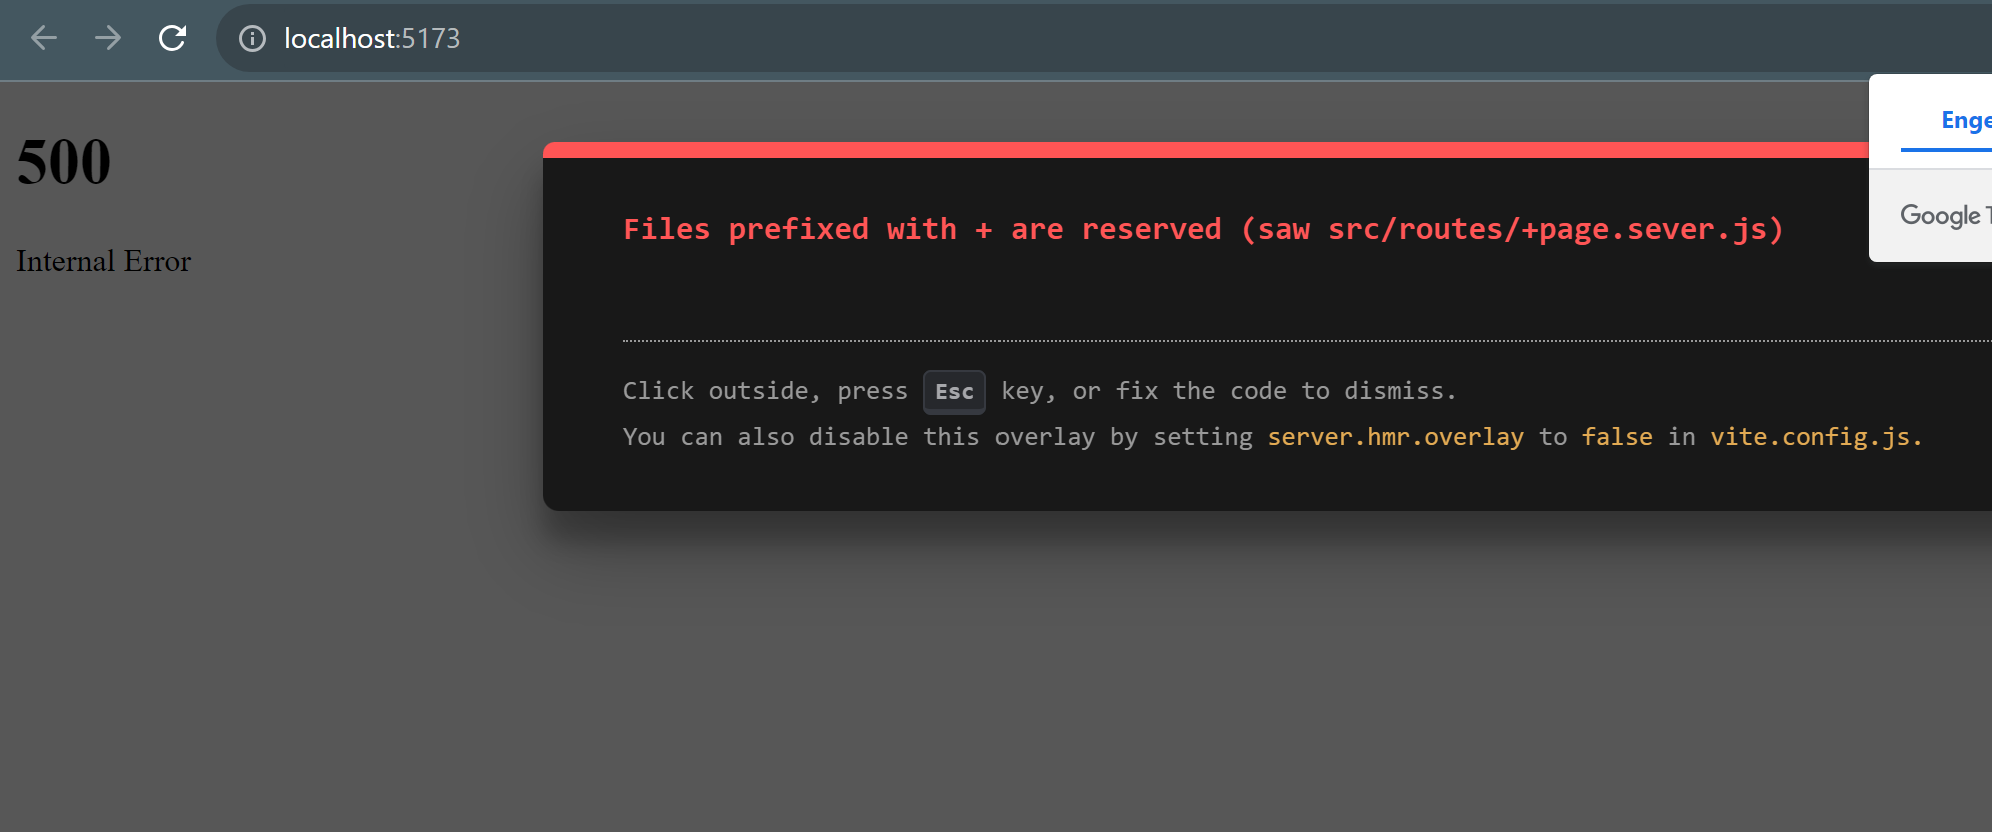 localhost:5173
500
Internal Error
Files prefixed with + are reserved (saw src/routes/+page.sever.js)
Click outside, press Esc key, or fix the code to dismiss.
You can also disable this overlay by setting server.hmr.overlay to false in vite.config.js.
Enge
Google T